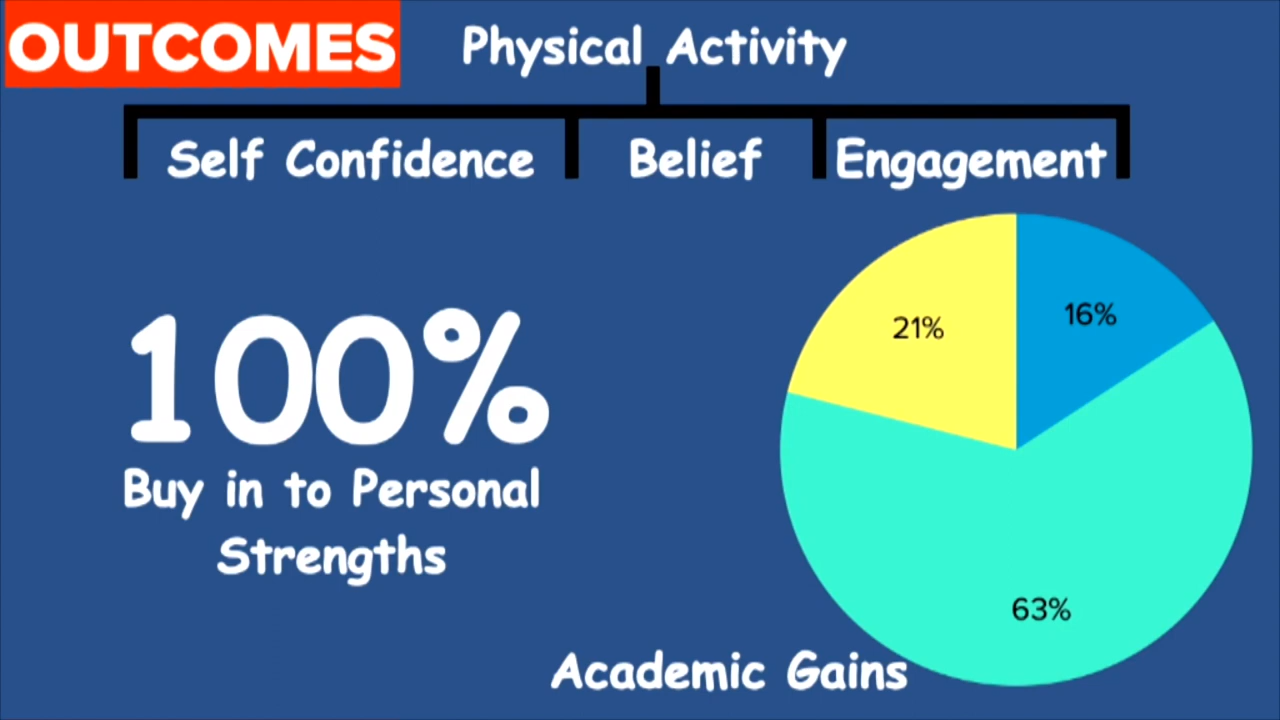 OUTCOMES
Physical Activity
Self Confidence
Belief
Engagement
21%
16%
100%
Buy in to Personal
Strengths
63%
Academic Gains